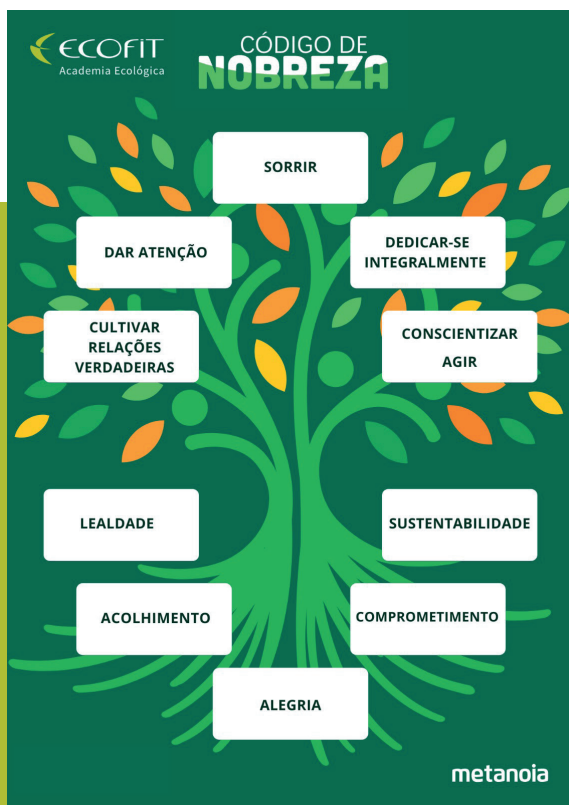 ECOFIT
Academia Ecológica
CÓDIGO DE
NOBREZA
SORRIR
DAR ATENÇÃO
DEDICAR-SE
INTEGRALMENTE
CULTIVAR
RELAÇÕES
VERDADEIRAS
CONSCIENTIZAR
AGIR
LEALDADE
SUSTENTABILIDADE
ACOLHIMENTO
COMPROMETIMENTO
ALEGRIA
metanoia